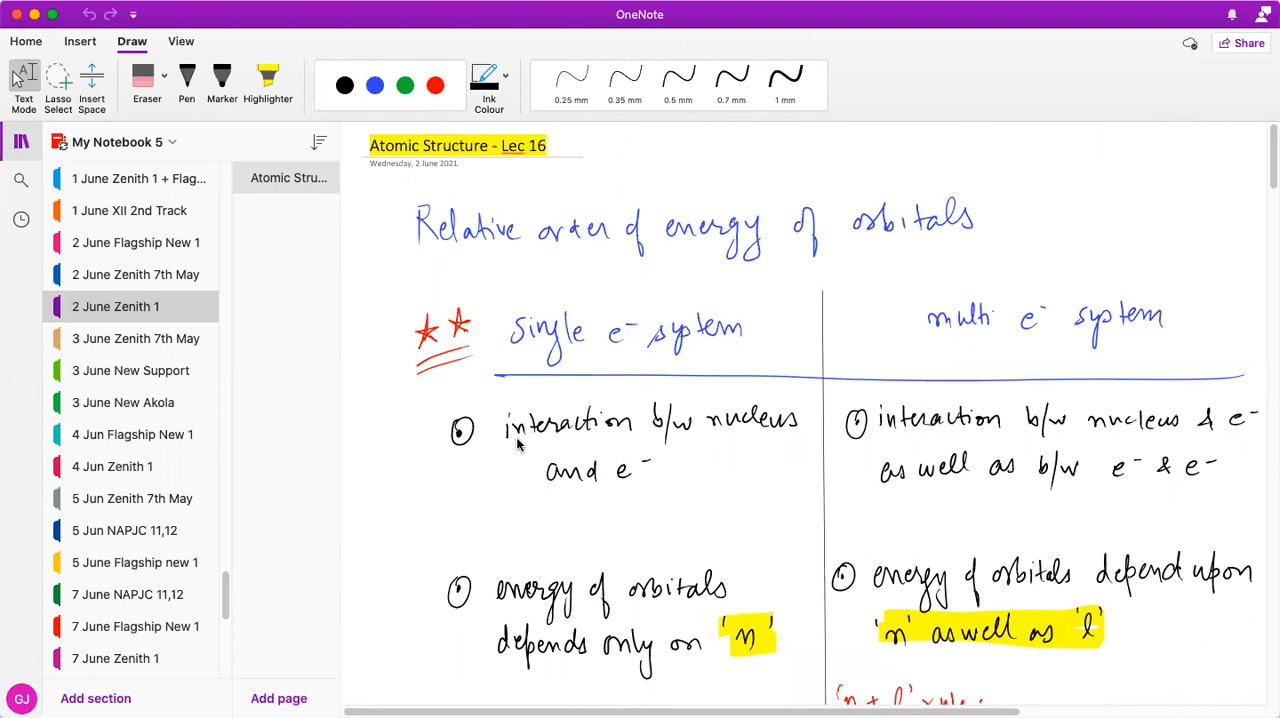 OneNote
Home Insert Draw View
Share
Text Mode
Lasso Select
Insert Space
Eraser
Pen
Marker
Highlighter
Ink Colour
0.25 mm 0.35 mm 0.5 mm 0.7 mm 1 mm
My Notebook 5
1 June Zenith 1 + Flag...
1 June XII 2nd Track
2 June Flagship New 1
2 June Zenith 7th May
2 June Zenith 1
3 June Zenith 7th May
3 June New Support
3 June New Akola
4 Jun Flagship New 1
4 Jun Zenith 1
5 Jun Zenith 7th May
5 Jun NAPJC 11,12
5 June Flagship new 1
7 June NAPJC 11,12
7 June Flagship New 1
7 June Zenith 1
GJ
Add section
Atomic Stru...
Add page
Atomic Structure - Lec 16
Wednesday, 2 June 2021
Relative order of energy of orbitals
single e⁻ system
interaction b/w nucleus
and e⁻
energy of orbitals
depends only on 'n'
multi e⁻ system
interaction b/w nucleus & e⁻
as well as b/w e⁻ & e⁻
energy of orbitals depend upon
'n' as well as 'l'
'n + l' rule: